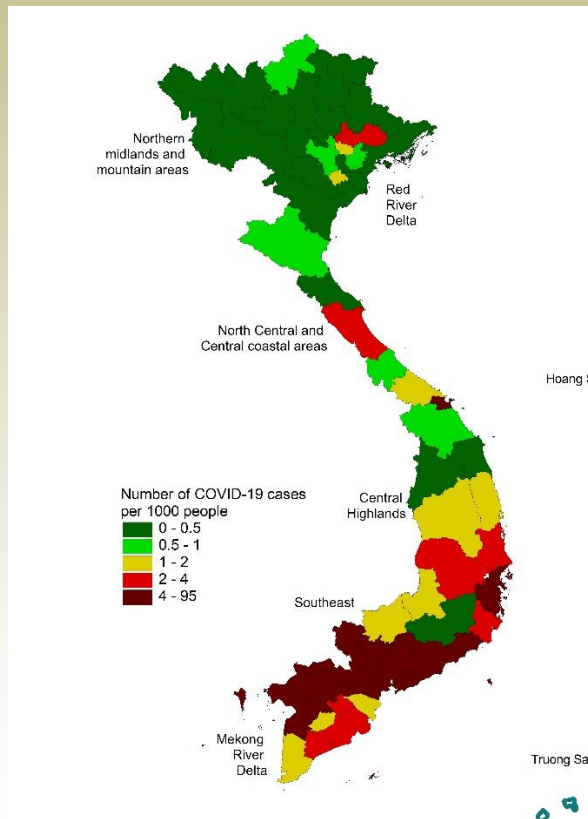 Northern
midlands and
mountain areas
Red
River
Delta
North Central and
Central coastal areas
Hoang S
Number of COVID-19 cases
per 1000 people
0 - 0.5
0.5 - 1
1 - 2
2 - 4
4 - 95
Central
Highlands
Southeast
Mekong
River
Delta
Truong Sa